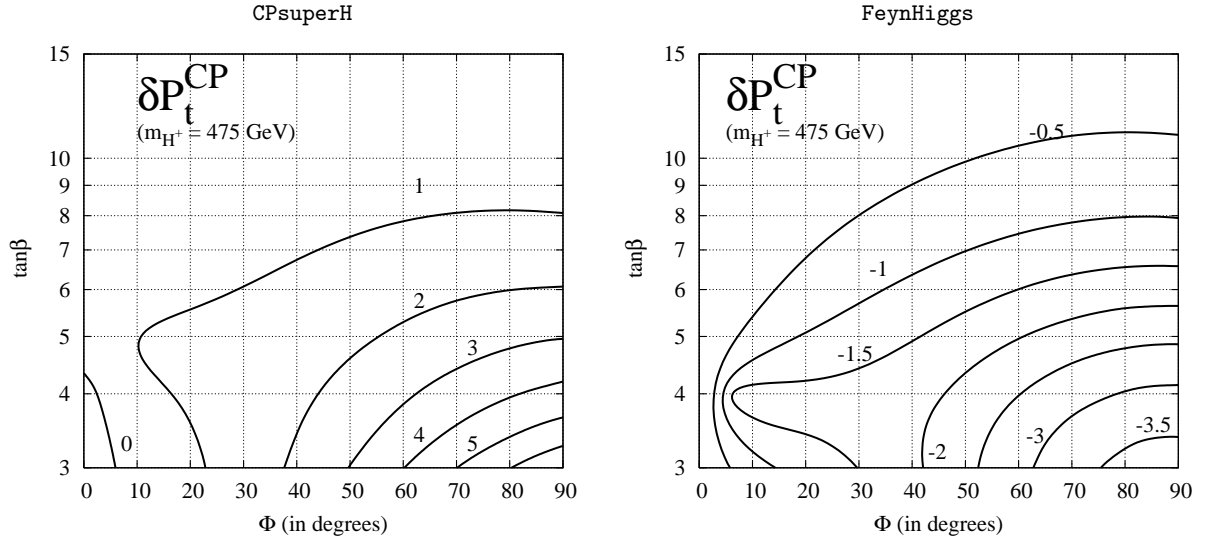 CPsuperH
δP_t^CP
(m_H+ = 475 GeV)
15
10
9
8
7
6
5
4
3
tanβ
1
2
3
4
5
0
0 10 20 30 40 50 60 70 80 90
Φ (in degrees)
FeynHiggs
δP_t^CP
(m_H+ = 475 GeV)
15
10
9
8
7
6
5
4
3
tanβ
-0.5
-1
-1.5
-2
-3
-3.5
0 10 20 30 40 50 60 70 80 90
Φ (in degrees)